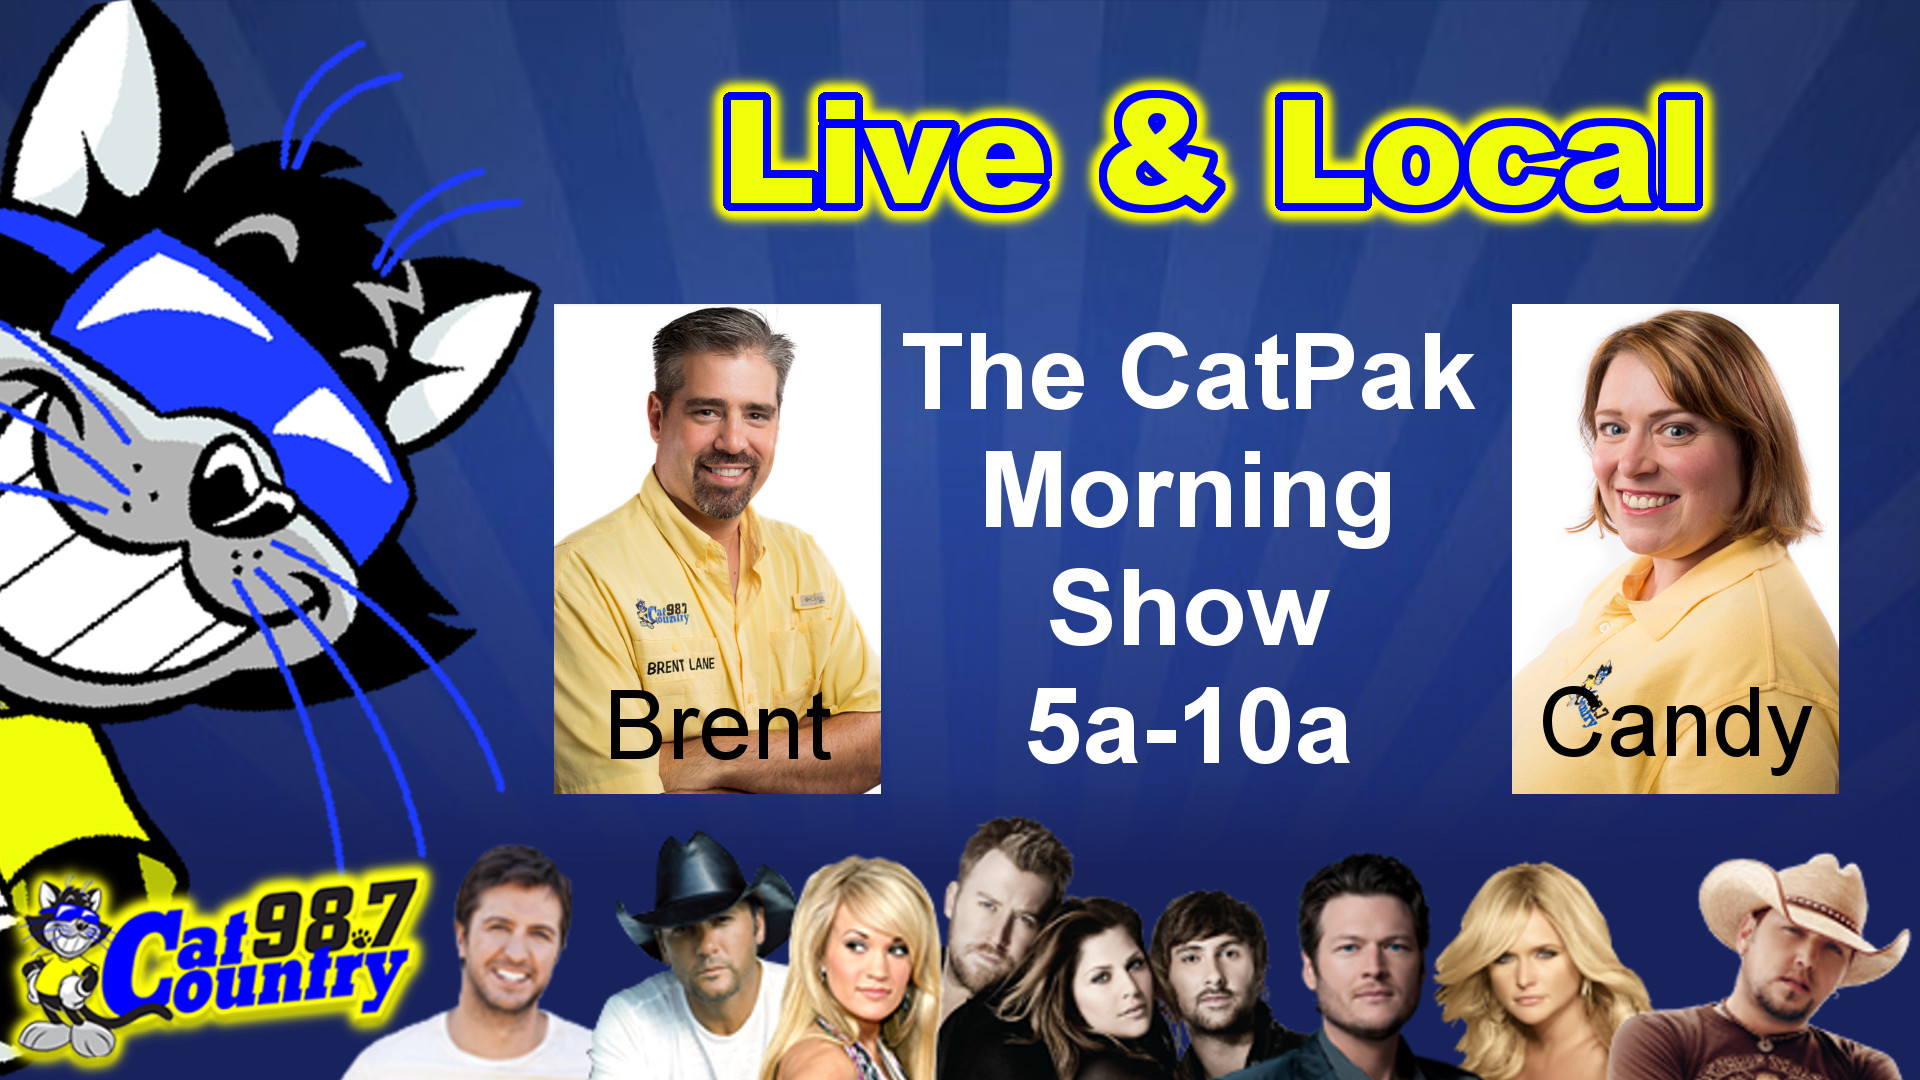 Live & Local
The CatPak
Morning
Show
5a-10a
Cat 98.7
Country
BRENT LANE
Brent
Candy
Cat 98.7
Country